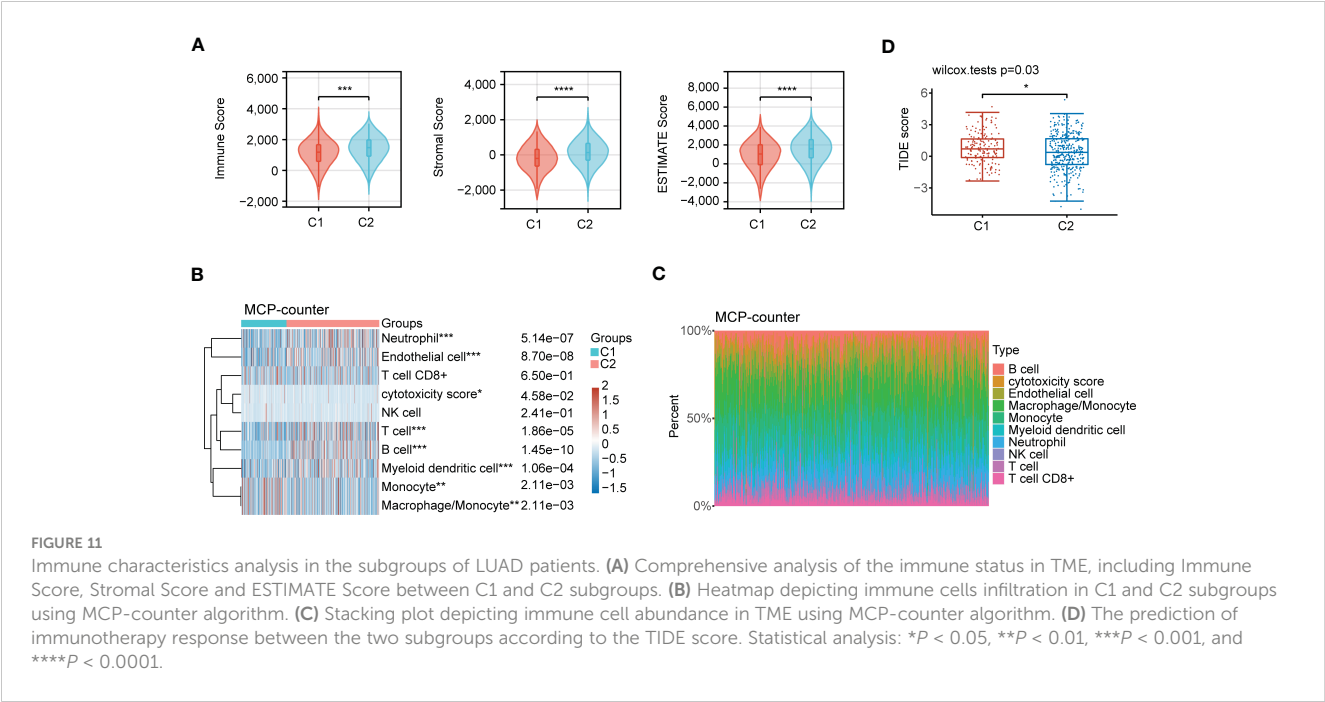 A
Immune Score
6,000
4,000
2,000
0
−2,000
***
C1 C2
Stromal Score
4,000
2,000
0
−2,000
****
C1 C2
ESTIMATE Score
8,000
6,000
4,000
2,000
0
−2,000
−4,000
****
C1 C2
D
wilcox.tests p=0.03
TIDE score
6
3
0
−3
*
C1 C2
B
MCP-counter
Groups
Neutrophil*** 5.14e−07
Endothelial cell*** 8.70e−08
T cell CD8+ 6.50e−01
cytotoxicity score* 4.58e−02
NK cell 2.41e−01
T cell*** 1.86e−05
B cell*** 1.45e−10
Myeloid dendritic cell*** 1.06e−04
Monocyte** 2.11e−03
Macrophage/Monocyte** 2.11e−03
Groups
C1
C2
2
1.5
1
0.5
0
−0.5
−1
−1.5
C
MCP-counter
Percent
100%
50%
0%
Type
B cell
cytotoxicity score
Endothelial cell
Macrophage/Monocyte
Monocyte
Myeloid dendritic cell
Neutrophil
NK cell
T cell
T cell CD8+
FIGURE 11
Immune characteristics analysis in the subgroups of LUAD patients. (A) Comprehensive analysis of the immune status in TME, including Immune
Score, Stromal Score and ESTIMATE Score between C1 and C2 subgroups. (B) Heatmap depicting immune cells infiltration in C1 and C2 subgroups
using MCP-counter algorithm. (C) Stacking plot depicting immune cell abundance in TME using MCP-counter algorithm. (D) The prediction of
immunotherapy response between the two subgroups according to the TIDE score. Statistical analysis: *P < 0.05, **P < 0.01, ***P < 0.001, and
****P < 0.0001.